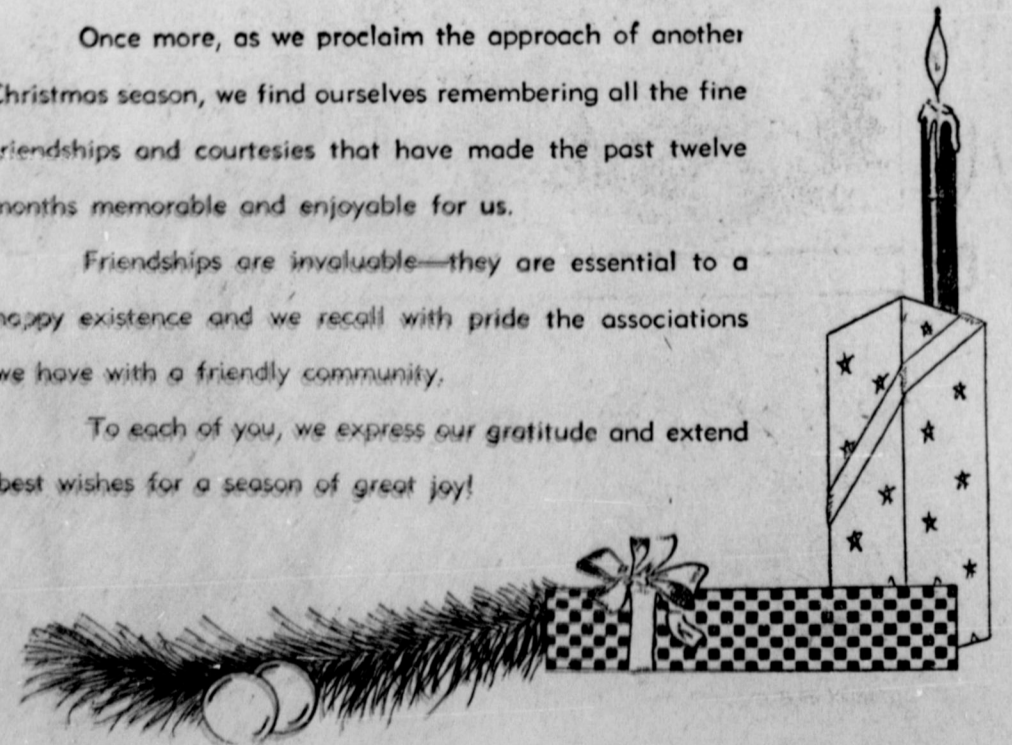 Once more, as we proclaim the approach of another
Christmas season, we find ourselves remembering all the fine
friendships and courtesies that have made the past twelve
months memorable and enjoyable for us.
Friendships are invaluable—they are essential to a
happy existence and we recall with pride the associations
we have with a friendly community.
To each of you, we express our gratitude and extend
best wishes for a season of great joy!